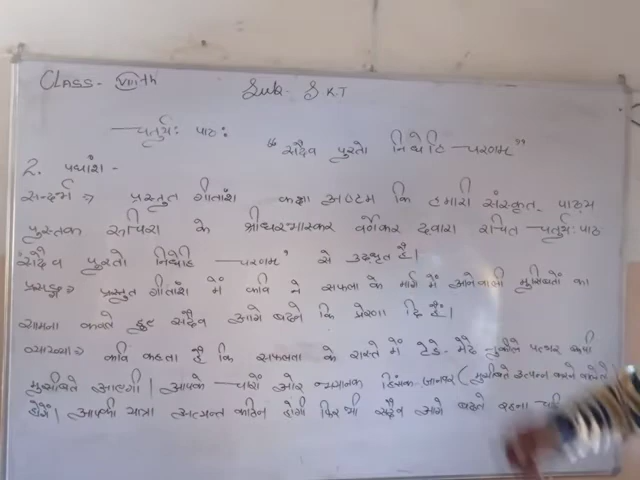 CLASS- VIIIth Sub- SKT
चतुर्थ: पाठ:
"सदैव पुरतो निधेहि चरणम्"
2. पद्यांश -
सन्दर्भ => प्रस्तुत गीतांश कक्षा अष्टम कि हमारी संस्कृत पाठ्य
पुस्तक रूचिरा के श्रीधरभास्कर वर्णेकर द्वारा रचित चतुर्थ: पाठ
"सदैव पुरतो निधेहि चरणम्" से उद्धृत है।
प्रसङ्ग => प्रस्तुत गीतांश में कवि ने सफलता के मार्ग में आनेवाली मुसिबतों का
सामना करते हुए सदैव आगे बढ़ने कि प्रेरणा दि है।
व्याख्या => कवि कहता है कि सफलता के रास्ते में टेडे-मेढे नुकीले पत्थर रूपी
मुसिबते आएगी। आपके चारों ओर भयानक हिंसक जानवर (मुसीबते उत्पन्न करने वाले
होंगे। आपकी यात्रा अत्यन्त कठिन होगी फिर भी सदैव आगे बढ़ते रहना